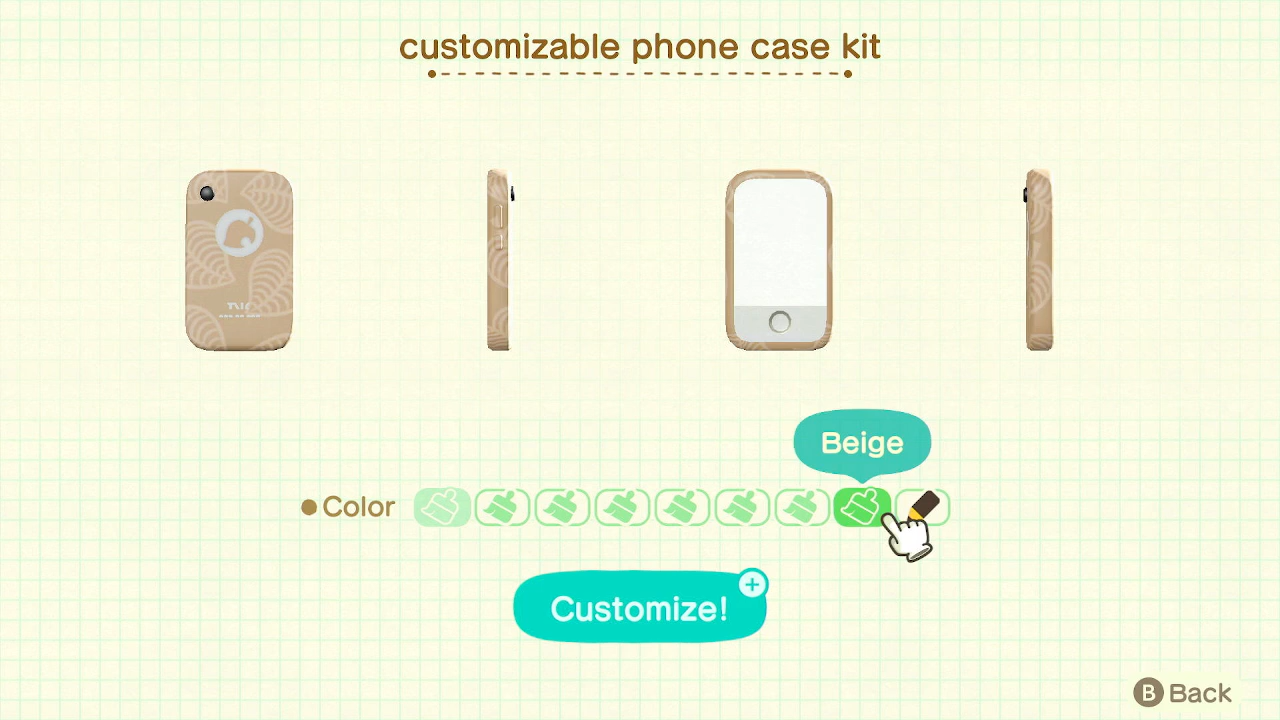 customizable phone case kit
Beige
Color
Customize!
B Back